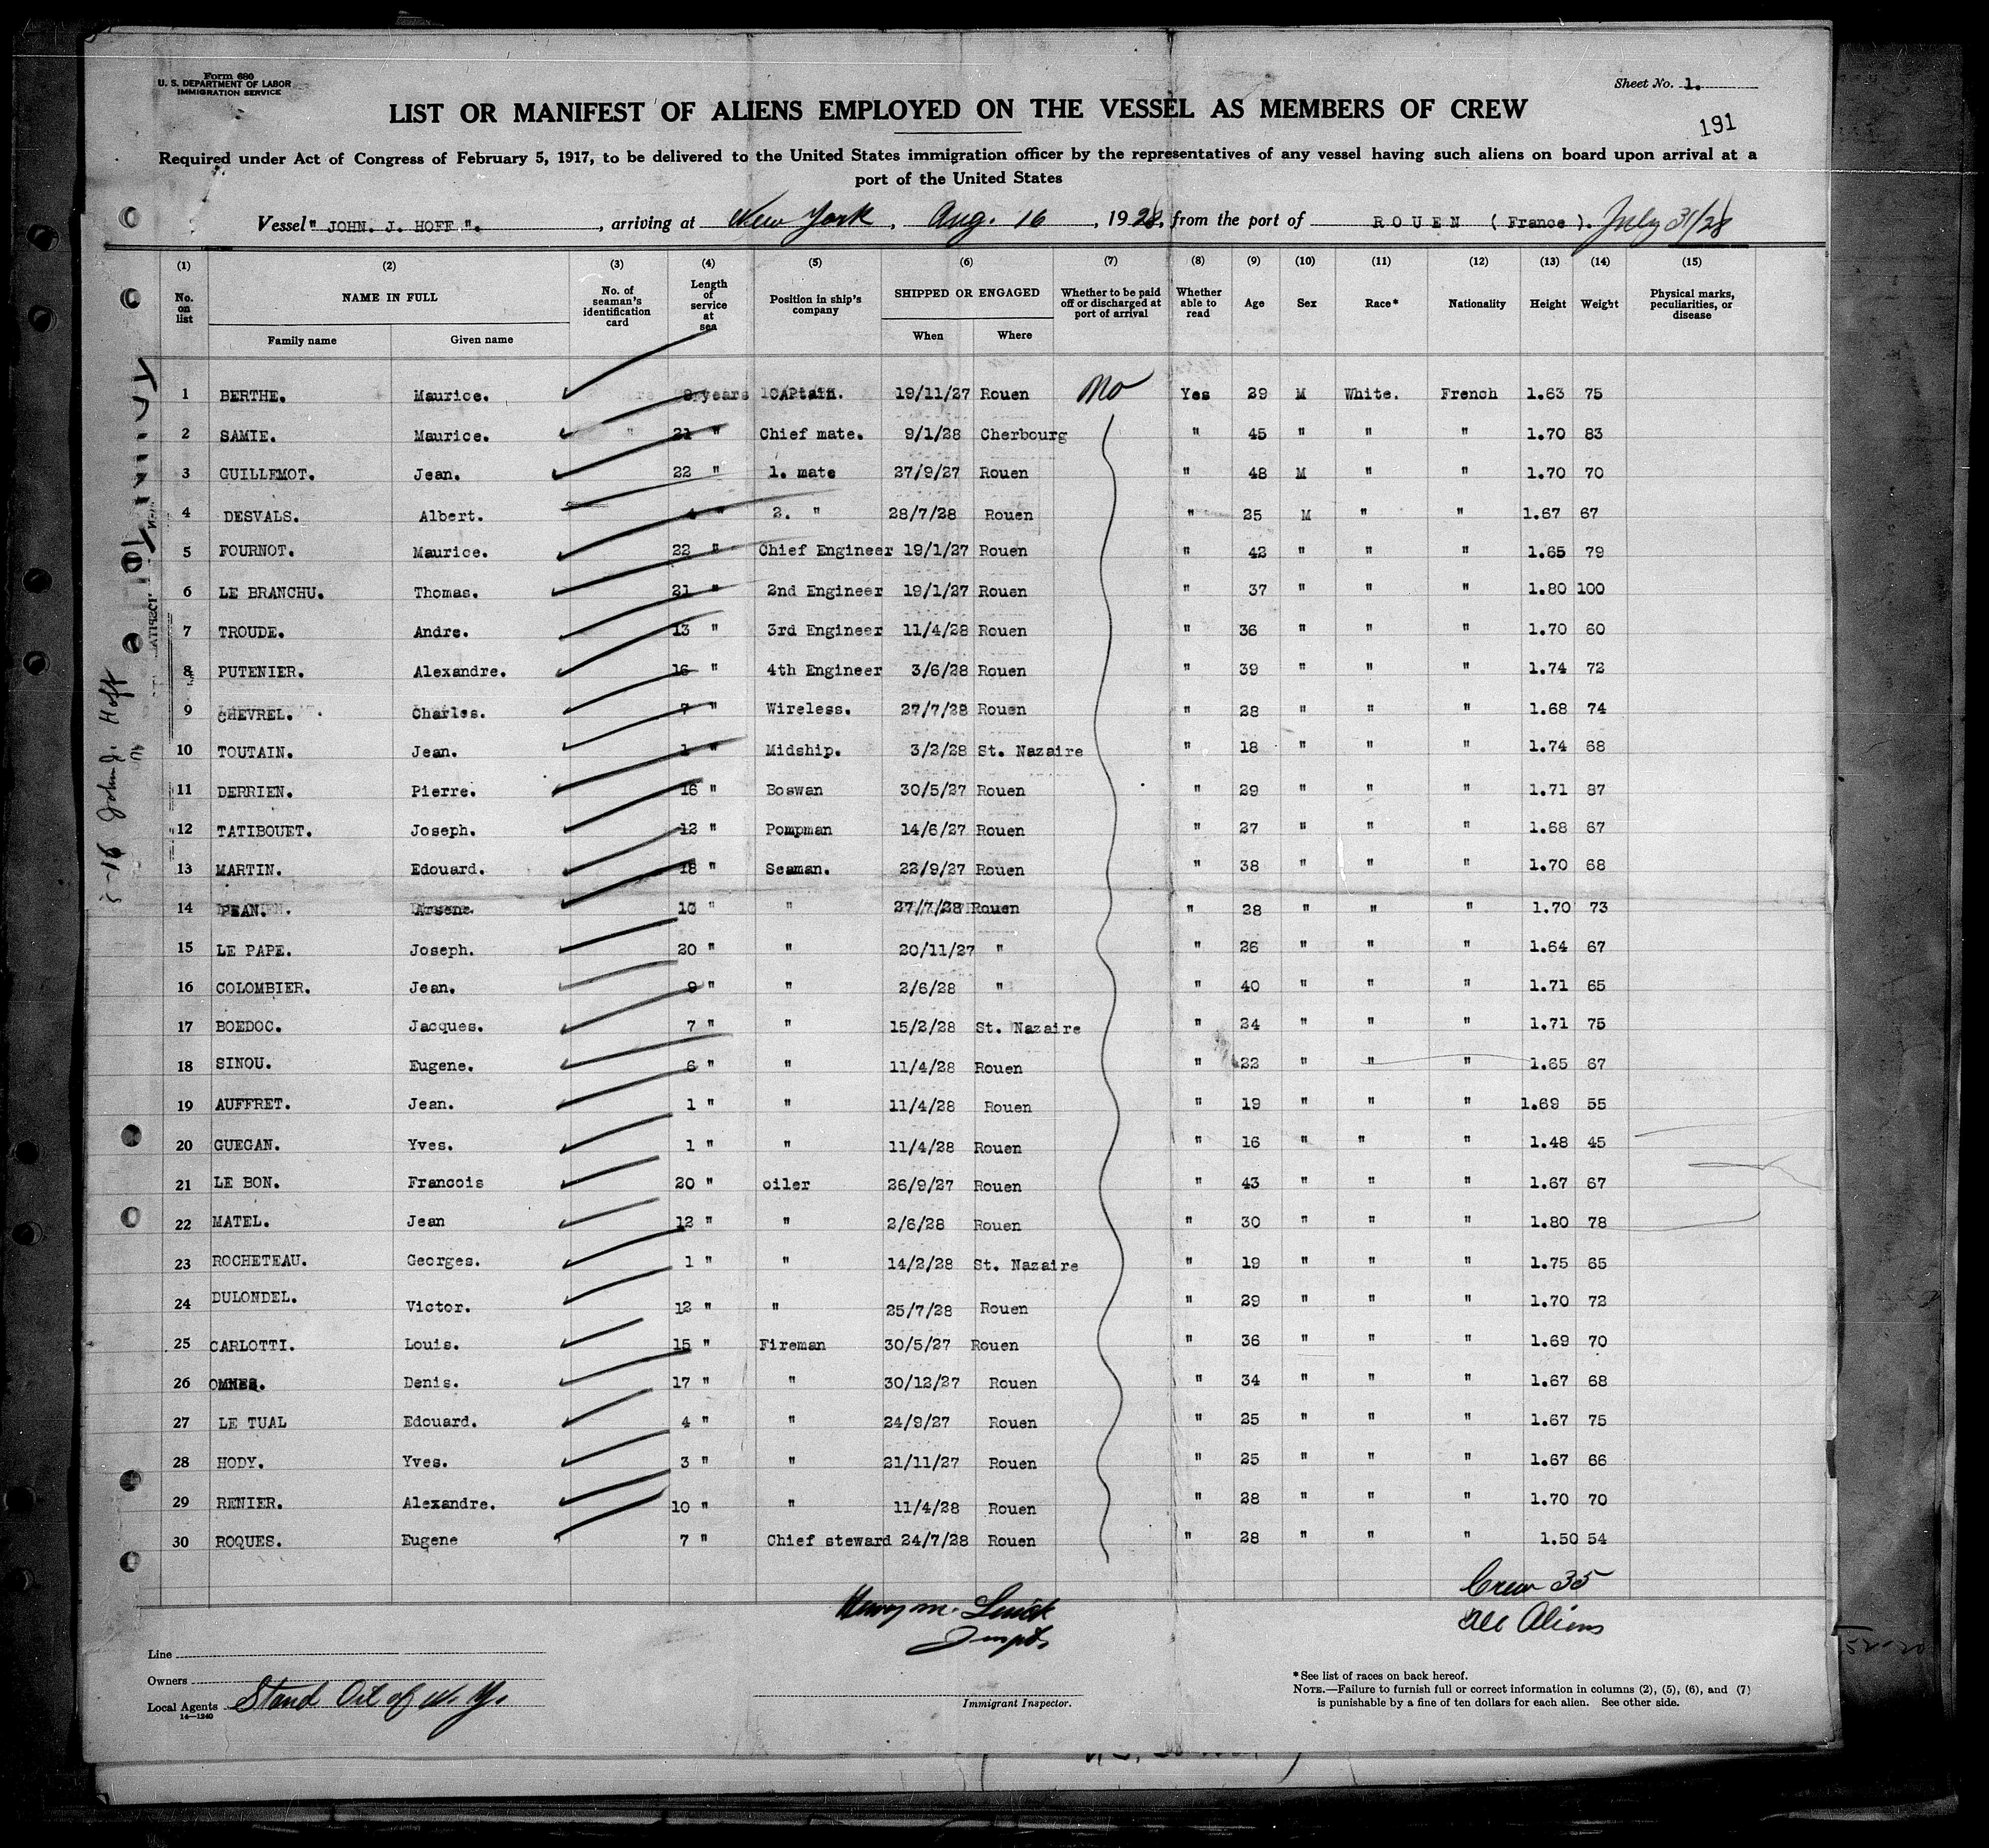 Form 680
U. S. DEPARTMENT OF LABOR
IMMIGRATION SERVICE
Sheet No. 1.
LIST OR MANIFEST OF ALIENS EMPLOYED ON THE VESSEL AS MEMBERS OF CREW
191
Required under Act of Congress of February 5, 1917, to be delivered to the United States immigration officer by the representatives of any vessel having such aliens on board upon arrival at a
port of the United States
Vessel " JOHN. J. HOFF ". , arriving at New York , Aug. 16 , 1928, from the port of ROUEN ( France ). July 31/28
(1) (2) (3) (4) (5) (6) (7) (8) (9) (10) (11) (12) (13) (14) (15)
No. on list NAME IN FULL No. of seaman's identification card Length of service at sea Position in ship's company SHIPPED OR ENGAGED Whether to be paid off or discharged at port of arrival Whether able to read Age Sex Race* Nationality Height Weight Physical marks, peculiarities, or disease
Family name Given name When Where
1 BERTHE. Maurice. 9 years CAPtain. 19/11/27 Rouen No Yes 29 M White. French 1.63 75
2 SAMIE. Maurice. 21 " Chief mate. 9/1/28 Cherbourg " 45 " " " 1.70 83
3 GUILLEMOT. Jean. 22 " 1. mate 27/9/27 Rouen " 48 M " " 1.70 70
4 DESVALS. Albert. 4 " 2. " 28/7/28 Rouen " 25 M " " 1.67 67
5 FOURNOT. Maurice. 22 " Chief Engineer 19/1/27 Rouen " 42 " " " 1.65 79
6 LE BRANCHU. Thomas. 21 " 2nd Engineer 19/1/27 Rouen " 37 " " " 1.80 100
7 TROUDE. Andre. 13 " 3rd Engineer 11/4/28 Rouen " 36 " " " 1.70 60
8 PUTENIER. Alexandre. 16 " 4th Engineer 3/6/28 Rouen " 39 " " " 1.74 72
9 CHEVREL. Charles. 7 " Wireless. 27/7/28 Rouen " 28 " " " 1.68 74
10 TOUTAIN. Jean. 1 " Midship. 3/2/28 St. Nazaire " 18 " " " 1.74 68
11 DERRIEN. Pierre. 16 " Boswan 30/5/27 Rouen " 29 " " " 1.71 87
12 TATIBOUET. Joseph. 12 " Pompman 14/6/27 Rouen " 27 " " " 1.68 67
13 MARTIN. Edouard. 18 " Seaman. 22/9/27 Rouen " 38 " " " 1.70 68
14 PEAN. Arsene. 10 " " 27/7/28 Rouen " 28 " " " 1.70 73
15 LE PAPE. Joseph. 20 " " 20/11/27 " " 26 " " " 1.64 67
16 COLOMBIER. Jean. 9 " " 2/6/28 " " 40 " " " 1.71 65
17 BOEDOC. Jacques. 7 " " 15/2/28 St. Nazaire " 24 " " " 1.71 75
18 SINOU. Eugene. 6 " " 11/4/28 Rouen " 22 " " " 1.65 67
19 AUFFRET. Jean. 1 " " 11/4/28 Rouen " 19 " " " 1.69 55
20 GUEGAN. Yves. 1 " " 11/4/28 Rouen " 16 " " " 1.48 45
21 LE BON. Francois 20 " oiler 26/9/27 Rouen " 43 " " " 1.67 67
22 MATEL. Jean 12 " " 2/6/28 Rouen " 30 " " " 1.80 78
23 ROCHETEAU. Georges. 1 " " 14/2/28 St. Nazaire " 19 " " " 1.75 65
24 DULONDEL. Victor. 12 " " 25/7/28 Rouen " 29 " " " 1.70 72
25 CARLOTTI. Louis. 15 " Fireman 30/5/27 Rouen " 36 " " " 1.69 70
26 OMNES. Denis. 17 " " 30/12/27 Rouen " 34 " " " 1.67 68
27 LE TUAL Edouard. 4 " " 24/9/27 Rouen " 25 " " " 1.67 75
28 HODY. Yves. 3 " " 21/11/27 Rouen " 25 " " " 1.67 66
29 RENIER. Alexandre. 10 " " 11/4/28 Rouen " 28 " " " 1.70 70
30 ROQUES. Eugene 7 " Chief steward 24/7/28 Rouen " 28 " " " 1.50 54
John J. Hoff
Crew 35
All Aliens
Line
Owners
Local Agents Stand Oil of N. Y.
14—1240
Immigrant Inspector.
* See list of races on back hereof.
NOTE.—Failure to furnish full or correct information in columns (2), (5), (6), and (7)
is punishable by a fine of ten dollars for each alien. See other side.